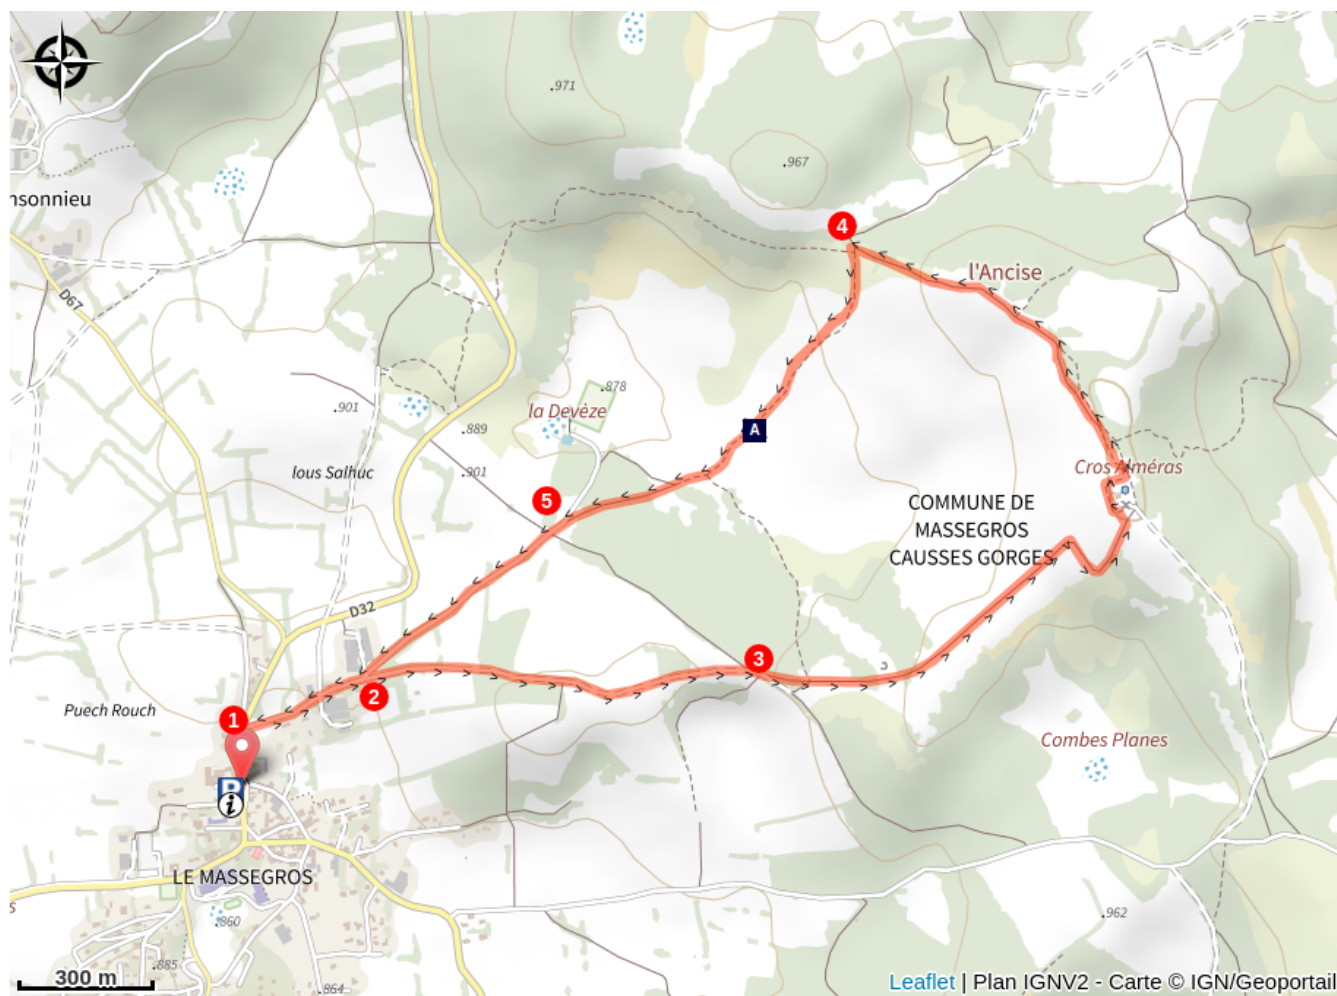 .971
.967
4
nsonnieu
l'Ancise
D67
.878
.901
la Devèze
.889
A
lous Salhuc
.901
Cros Alméras
5
COMMUNE DE
MASSEGROS
CAUSSES GORGES
D32
3
2
Puech Rouch
1
Combes Planes
P
i
LE MASSEGROS
s
.860
.962
.885
300 m
.864
Leaflet | Plan IGNV2 - Carte © IGN/Geoportail